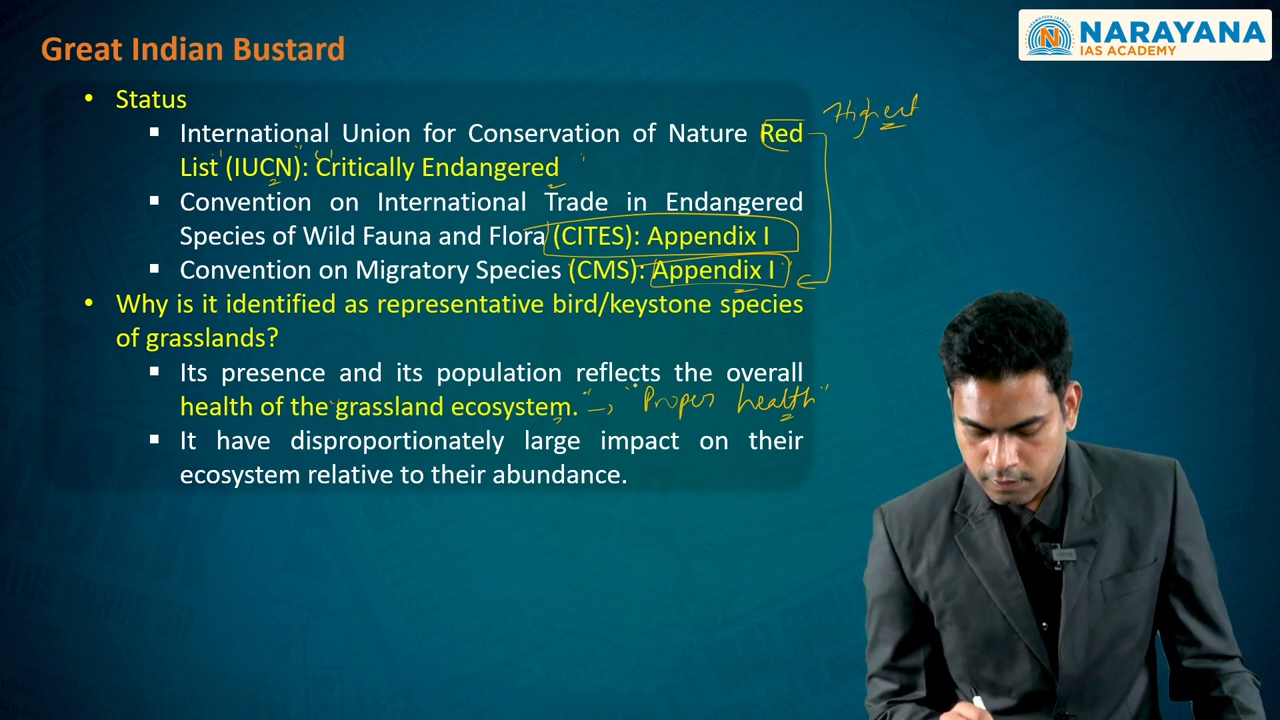 Great Indian Bustard
NARAYANA
IAS ACADEMY
• Status
▪ International Union for Conservation of Nature Red
List (IUCN): Critically Endangered
▪ Convention on International Trade in Endangered
Species of Wild Fauna and Flora (CITES): Appendix I
▪ Convention on Migratory Species (CMS): Appendix I
Highest
• Why is it identified as representative bird/keystone species
of grasslands?
▪ Its presence and its population reflects the overall
health of the grassland ecosystem. → "Proper health"
▪ It have disproportionately large impact on their
ecosystem relative to their abundance.